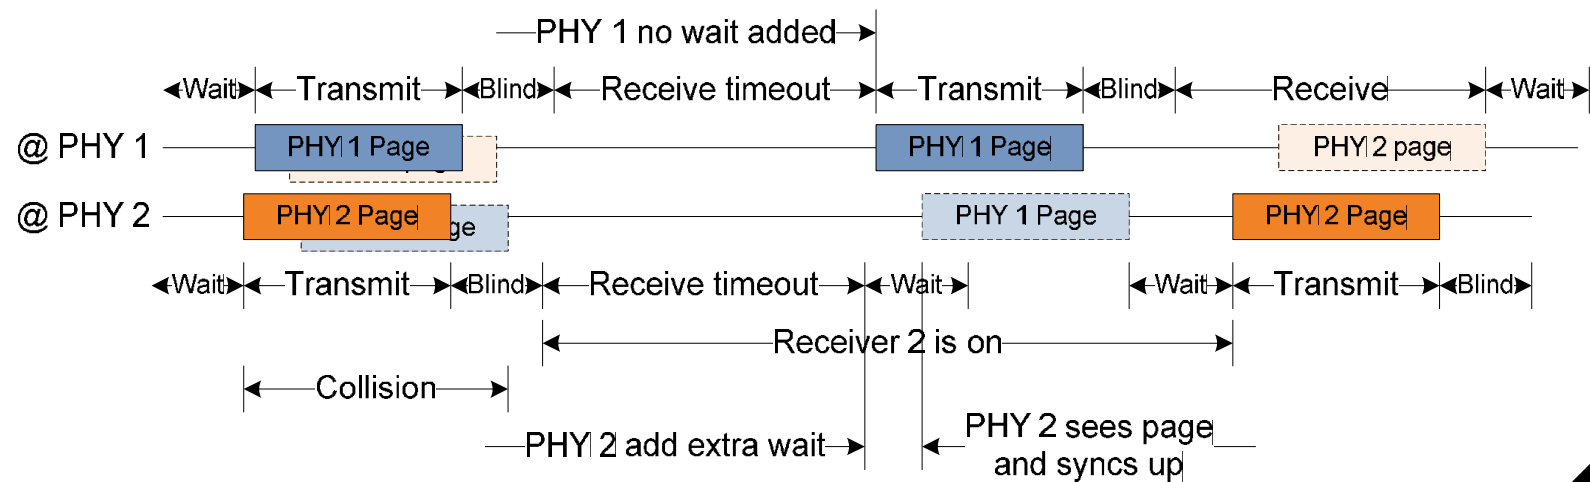 PHY 1 no wait added
Wait Transmit Blind Receive timeout Transmit Blind Receive Wait
@ PHY 1 PHY 1 Page PHY 1 Page PHY 2 page
@ PHY 2 PHY 2 Page PHY 1 Page PHY 2 Page
Wait Transmit Blind Receive timeout Wait Wait Transmit Blind
Receiver 2 is on
Collision
PHY 2 add extra wait
PHY 2 sees page
and syncs up